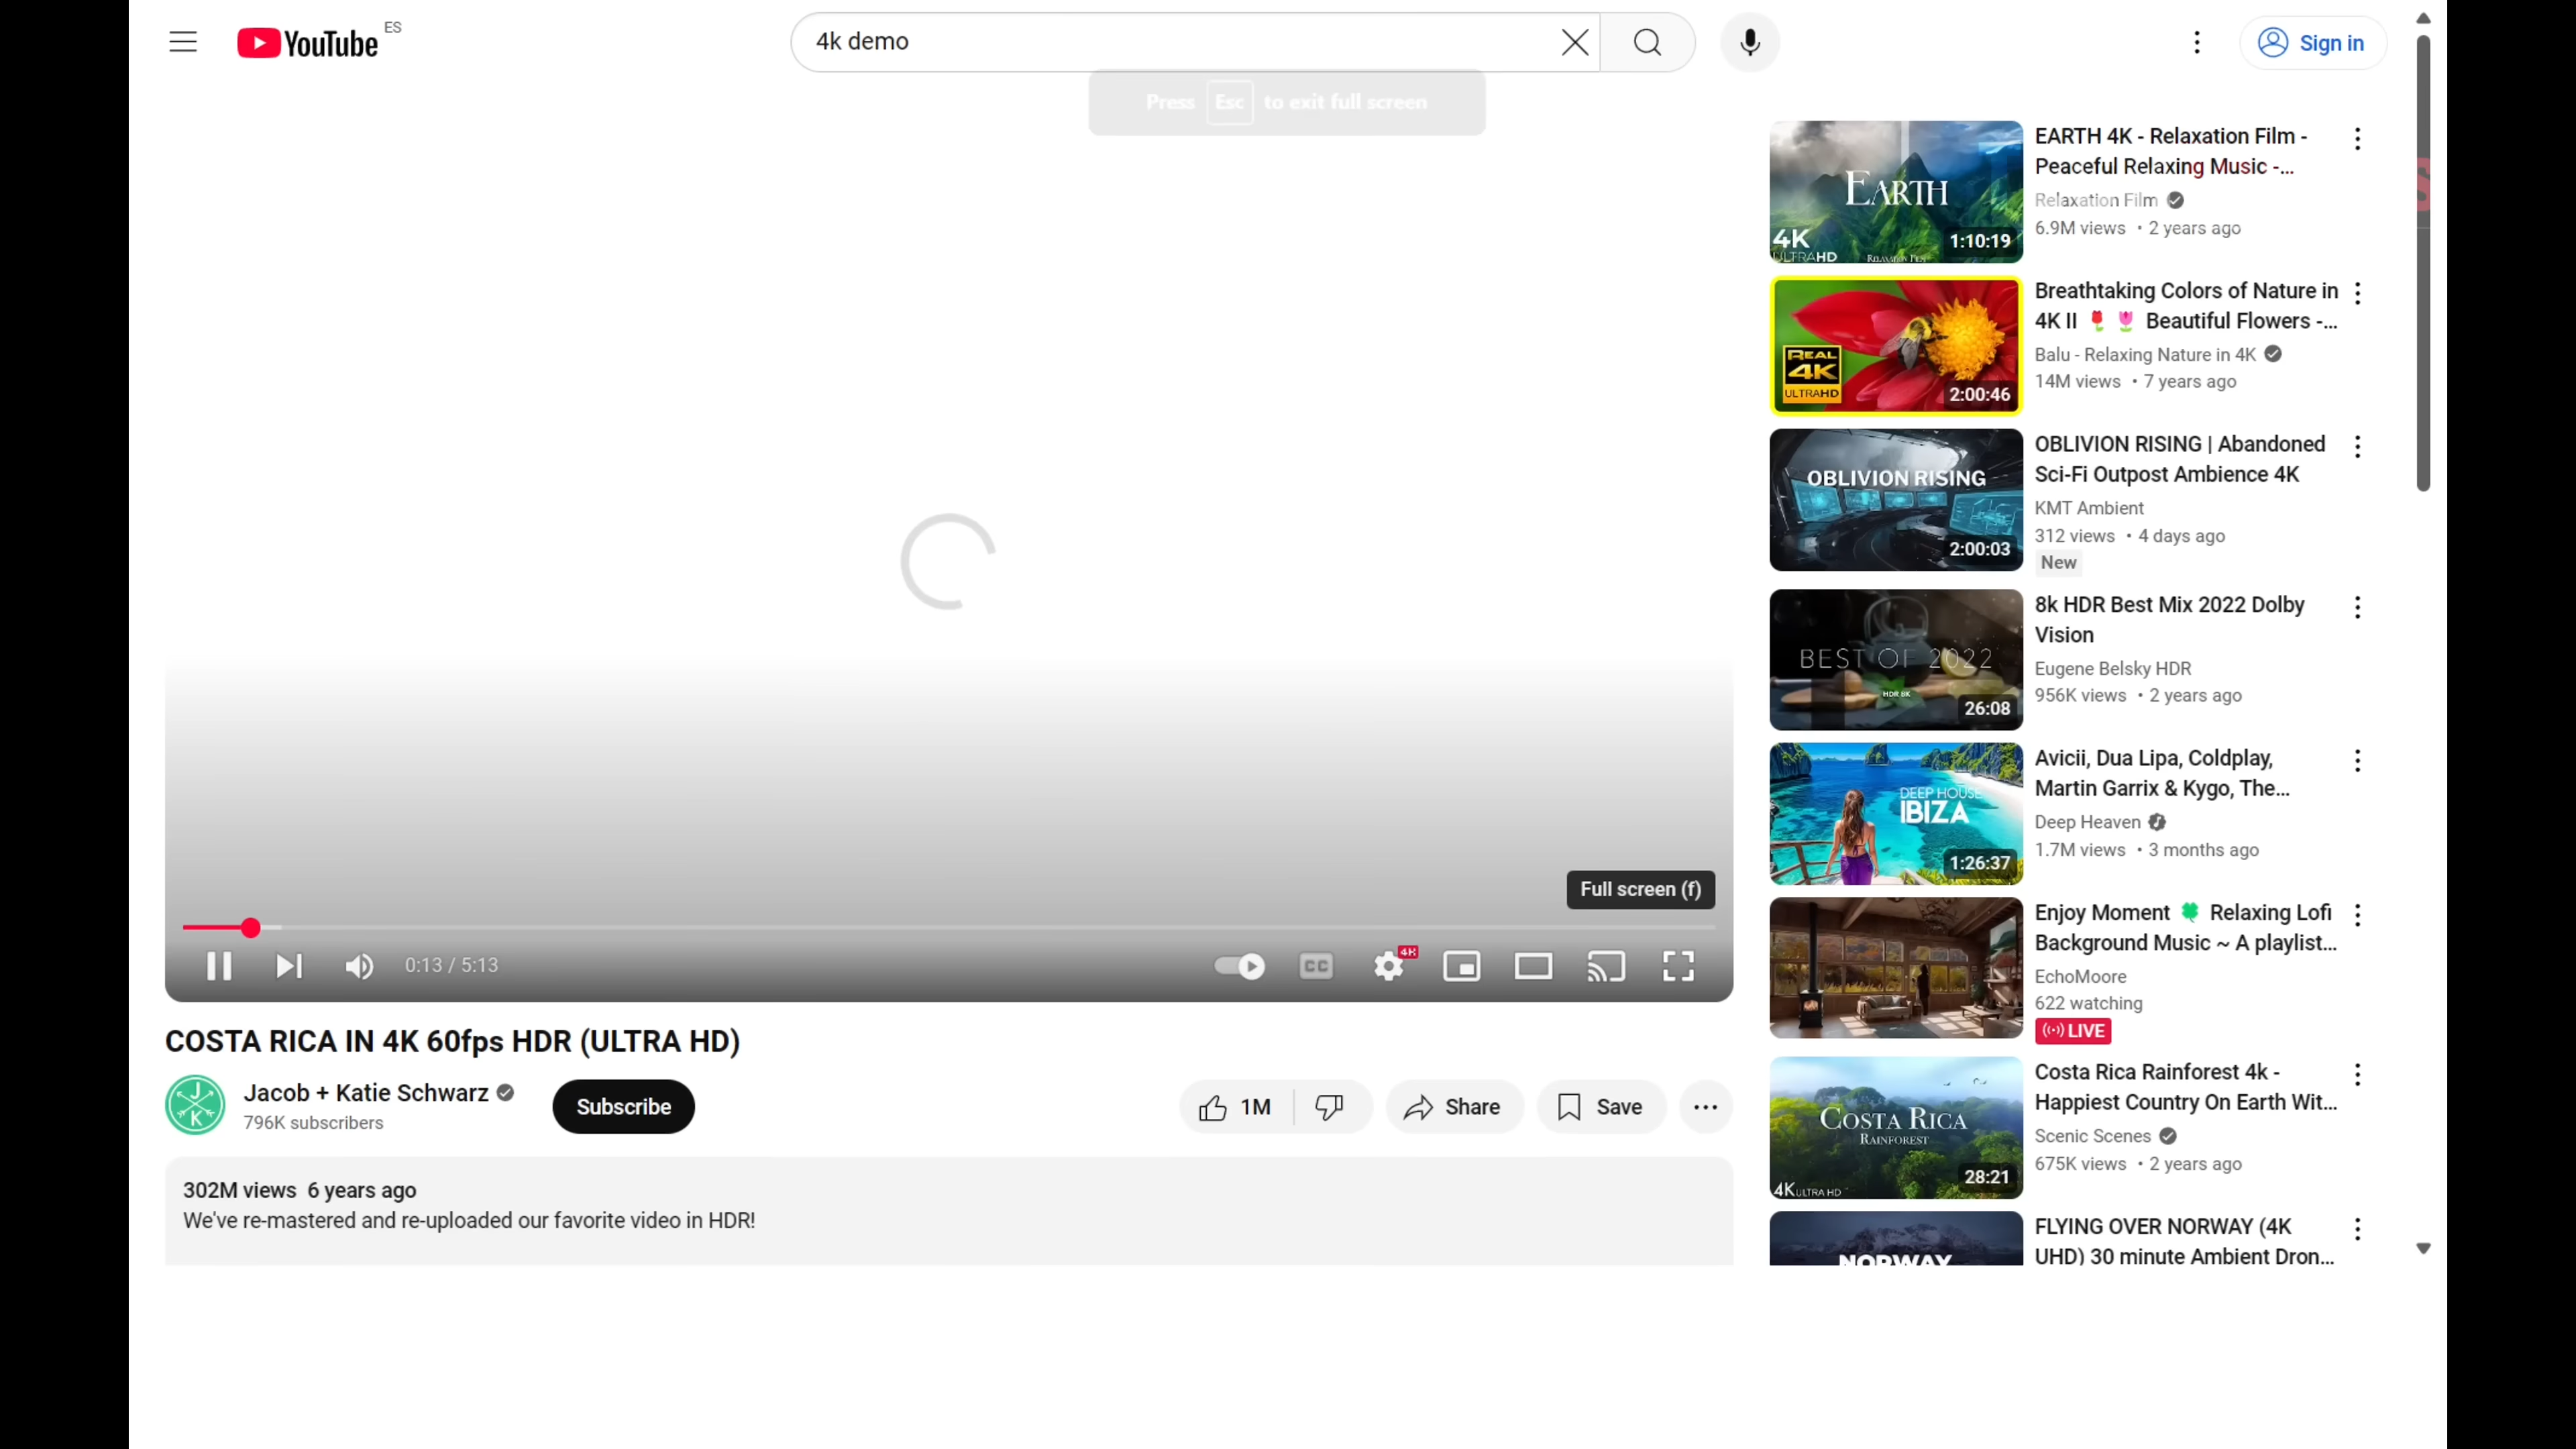 YouTube ES
4k demo
Sign in
Press Esc to exit full screen
Full screen (f)
0:13 / 5:13
CC
4K
COSTA RICA IN 4K 60fps HDR (ULTRA HD)
J K
Jacob + Katie Schwarz
796K subscribers
Subscribe
1M
Share
Save
302M views 6 years ago
We've re-mastered and re-uploaded our favorite video in HDR!
EARTH
4K
ULTRAHD
RELAXATION FILM
1:10:19
EARTH 4K - Relaxation Film -
Peaceful Relaxing Music -...
Relaxation Film
6.9M views • 2 years ago
REAL
4K
ULTRAHD
2:00:46
Breathtaking Colors of Nature in
4K II 🌹 🌷 Beautiful Flowers -...
Balu - Relaxing Nature in 4K
14M views • 7 years ago
OBLIVION RISING
2:00:03
OBLIVION RISING | Abandoned
Sci-Fi Outpost Ambience 4K
KMT Ambient
312 views • 4 days ago
New
BEST OF 2022
HDR 8K
26:08
8k HDR Best Mix 2022 Dolby
Vision
Eugene Belsky HDR
956K views • 2 years ago
DEEP HOUSE
IBIZA
1:26:37
Avicii, Dua Lipa, Coldplay,
Martin Garrix & Kygo, The...
Deep Heaven
1.7M views • 3 months ago
Enjoy Moment 🍀 Relaxing Lofi
Background Music ~ A playlist...
EchoMoore
622 watching
LIVE
COSTA RICA
RAINFOREST
4K ULTRA HD
28:21
Costa Rica Rainforest 4k -
Happiest Country On Earth Wit...
Scenic Scenes
675K views • 2 years ago
NORWAY
FLYING OVER NORWAY (4K
UHD) 30 minute Ambient Dron...